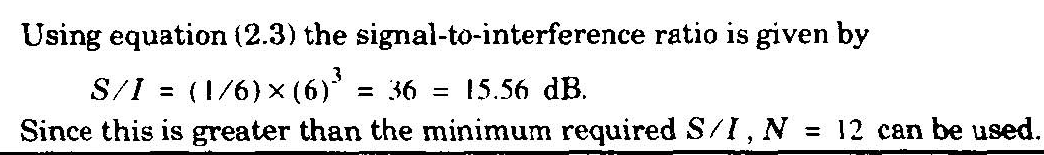 Using equation (2.3) the signal-to-interference ratio is given by
S/I = (1/6) × (6)³ = 36 = 15.56 dB.
Since this is greater than the minimum required S/I, N = 12 can be used.